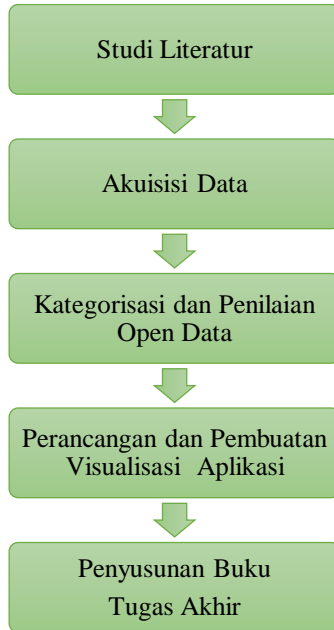 Studi Literatur
Akuisisi Data
Kategorisasi dan Penilaian
Open Data
Perancangan dan Pembuatan
Visualisasi Aplikasi
Penyusunan Buku
Tugas Akhir